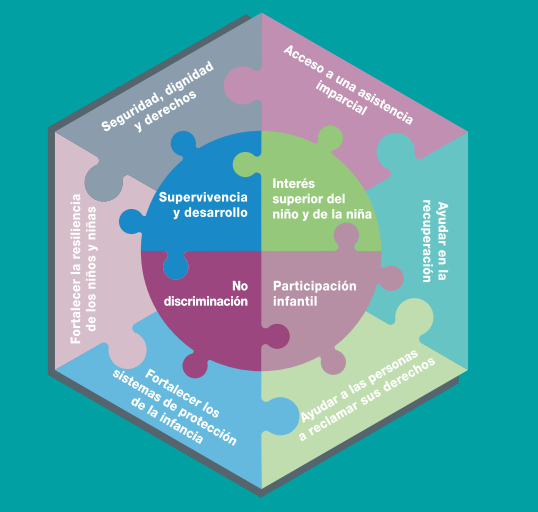 Seguridad, dignidad
y derechos
Acceso a una asistencia
imparcial
Supervivencia
y desarrollo
Interés
superior del
niño y de la niña
Fortalecer la resiliencia
de los niños y niñas
Ayudar en la
recuperación
No
discriminación
Participación
infantil
Fortalecer los
sistemas de protección
de la infancia
Ayudar a las personas
a reclamar sus derechos